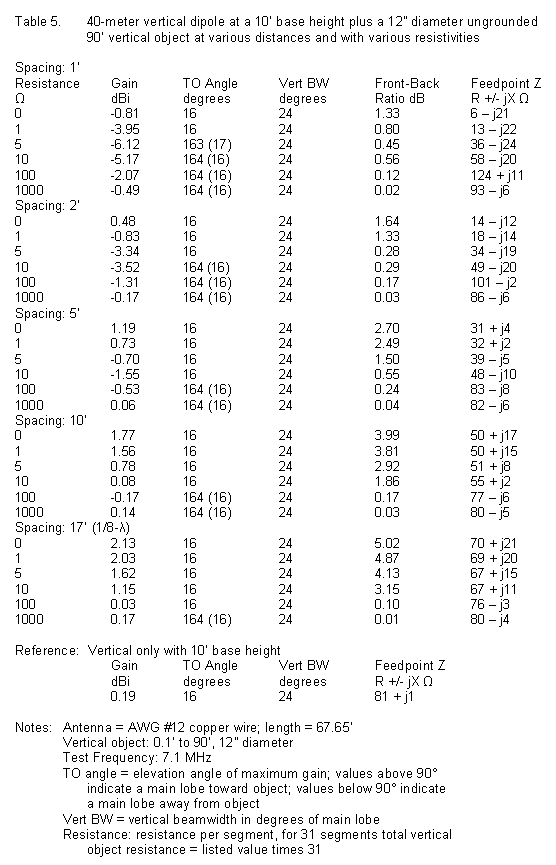 Table 5. 40-meter vertical dipole at a 10' base height plus a 12" diameter ungrounded
90' vertical object at various distances and with various resistivities
Spacing: 1'
Resistance Gain TO Angle Vert BW Front-Back Feedpoint Z
Ω dBi degrees degrees Ratio dB R +/- jX Ω
0 -0.81 16 24 1.33 6 – j21
1 -3.95 16 24 0.80 13 – j22
5 -6.12 163 (17) 24 0.45 36 – j24
10 -5.17 164 (16) 24 0.56 58 – j20
100 -2.07 164 (16) 24 0.12 124 + j11
1000 -0.49 164 (16) 24 0.02 93 – j6
Spacing: 2'
0 0.48 16 24 1.64 14 – j12
1 -0.83 16 24 1.33 18 – j14
5 -3.34 16 24 0.28 34 – j19
10 -3.52 164 (16) 24 0.29 49 – j20
100 -1.31 164 (16) 24 0.17 101 – j2
1000 -0.17 164 (16) 24 0.03 86 – j6
Spacing: 5'
0 1.19 16 24 2.70 31 + j4
1 0.73 16 24 2.49 32 + j2
5 -0.70 16 24 1.50 39 – j5
10 -1.55 16 24 0.55 48 – j10
100 -0.53 164 (16) 24 0.24 83 – j8
1000 0.06 164 (16) 24 0.04 82 – j6
Spacing: 10'
0 1.77 16 24 3.99 50 + j17
1 1.56 16 24 3.81 50 + j15
5 0.78 16 24 2.92 51 + j8
10 0.08 16 24 1.86 55 + j2
100 -0.17 164 (16) 24 0.17 77 – j6
1000 0.14 164 (16) 24 0.03 80 – j5
Spacing: 17' (1/8-λ)
0 2.13 16 24 5.02 70 + j21
1 2.03 16 24 4.87 69 + j20
5 1.62 16 24 4.13 67 + j15
10 1.15 16 24 3.15 67 + j11
100 0.03 16 24 0.10 76 – j3
1000 0.17 164 (16) 24 0.01 80 – j4
Reference: Vertical only with 10' base height
Gain TO Angle Vert BW Feedpoint Z
dBi degrees degrees R +/- jX Ω
0.19 16 24 81 + j1
Notes: Antenna = AWG #12 copper wire; length = 67.65'
Vertical object: 0.1' to 90', 12" diameter
Test Frequency: 7.1 MHz
TO angle = elevation angle of maximum gain; values above 90°
indicate a main lobe toward object; values below 90° indicate
a main lobe away from object
Vert BW = vertical beamwidth in degrees of main lobe
Resistance: resistance per segment, for 31 segments total vertical
object resistance = listed value times 31